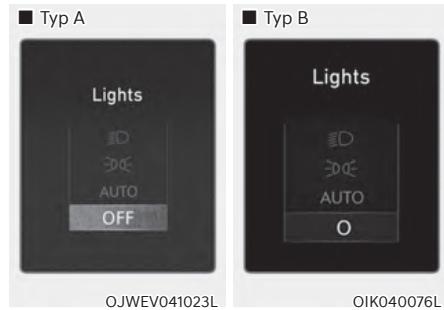 ■ Typ A
Lights
AUTO
OFF
OJWEV041023L
■ Typ B
Lights
AUTO
O
OIK040076L